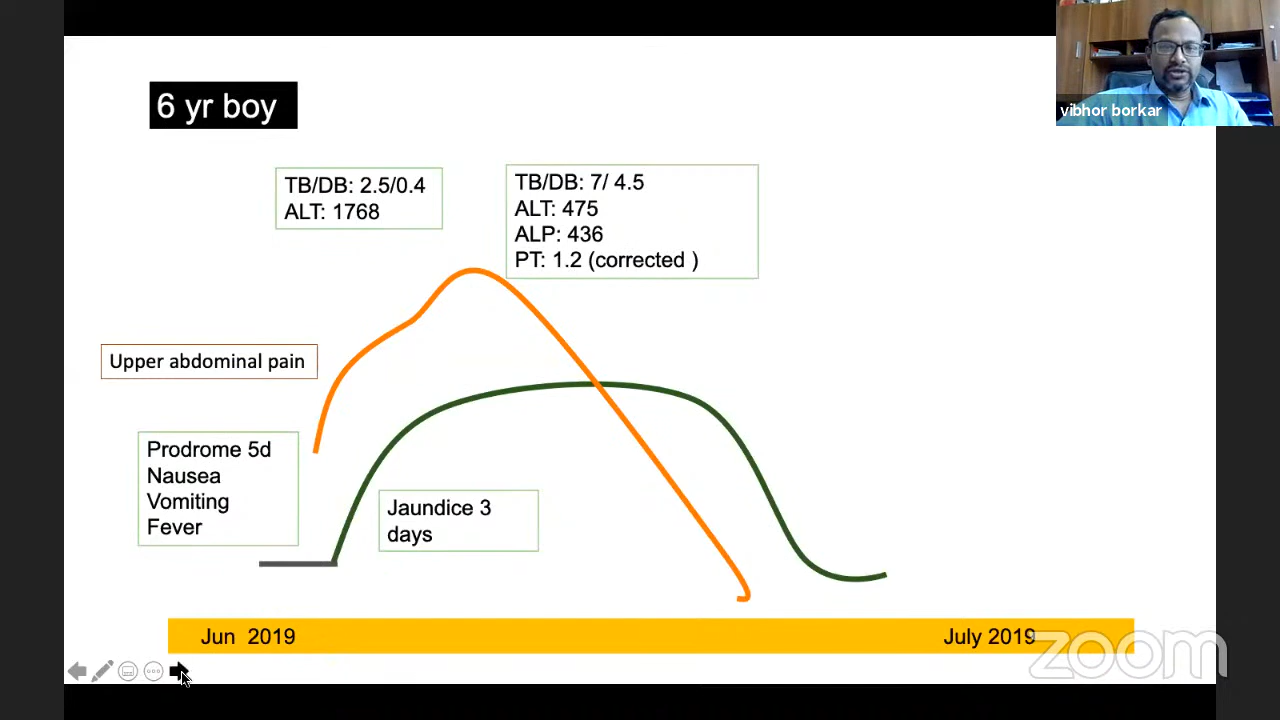 vibhor borkar
6 yr boy
TB/DB: 2.5/0.4
ALT: 1768
TB/DB: 7/ 4.5
ALT: 475
ALP: 436
PT: 1.2 (corrected )
Upper abdominal pain
Prodrome 5d
Nausea
Vomiting
Fever
Jaundice 3
days
Jun 2019
July 2019
zoom